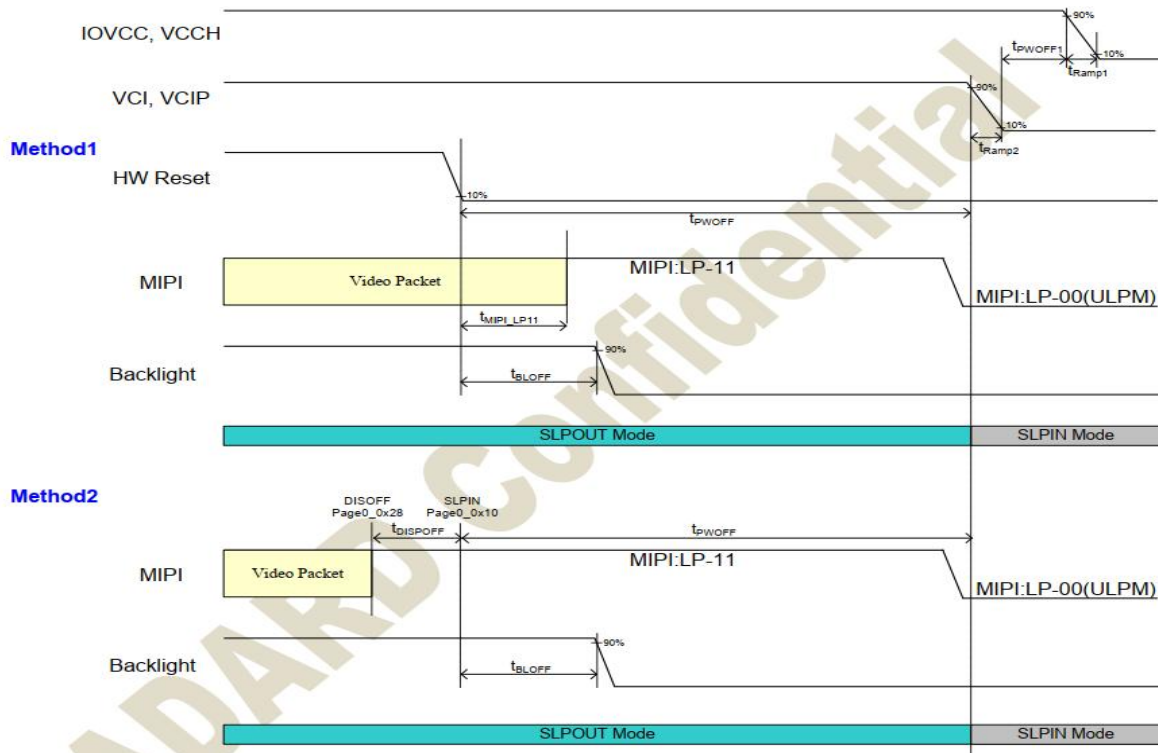 IOVCC, VCCH
90%
tPWOFF1
10%
tRamp1
VCI, VCIP
90%
10%
tRamp2
Method1
HW Reset
10%
tPWOFF
MIPI
Video Packet
MIPI:LP-11
MIPI:LP-00(ULPM)
tMIPI_LP11
Backlight
90%
tBLOFF
SLPOUT Mode
SLPIN Mode
Method2
DISOFF
Page0_0x28
SLPIN
Page0_0x10
tDISPOFF
tPWOFF
MIPI
Video Packet
MIPI:LP-11
MIPI:LP-00(ULPM)
Backlight
90%
tBLOFF
SLPOUT Mode
SLPIN Mode
ADARD Confidential